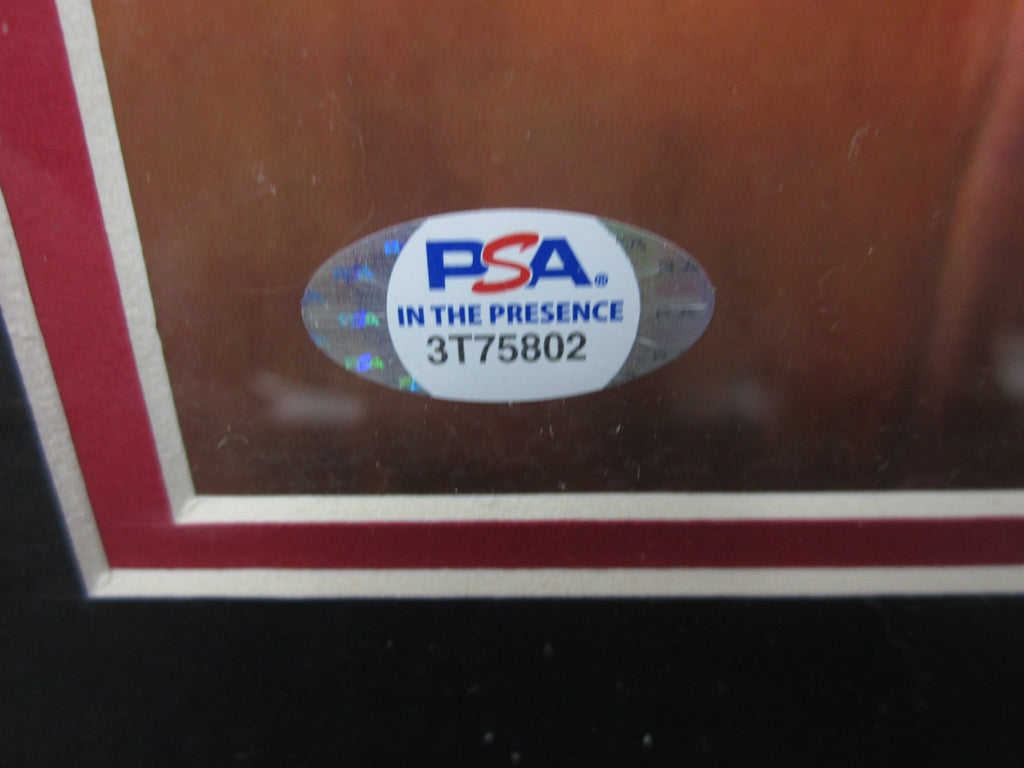 PSA®
IN THE PRESENCE
3T75802